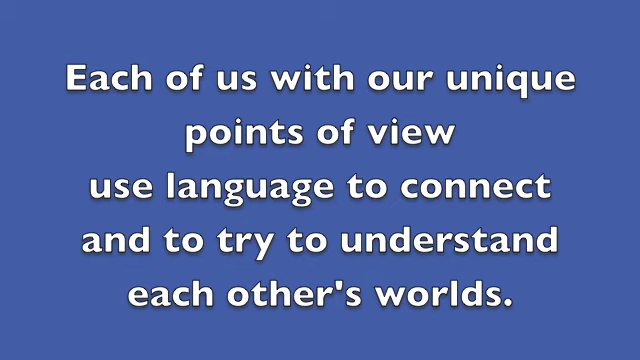 Each of us with our unique
points of view
use language to connect
and to try to understand
each other's worlds.